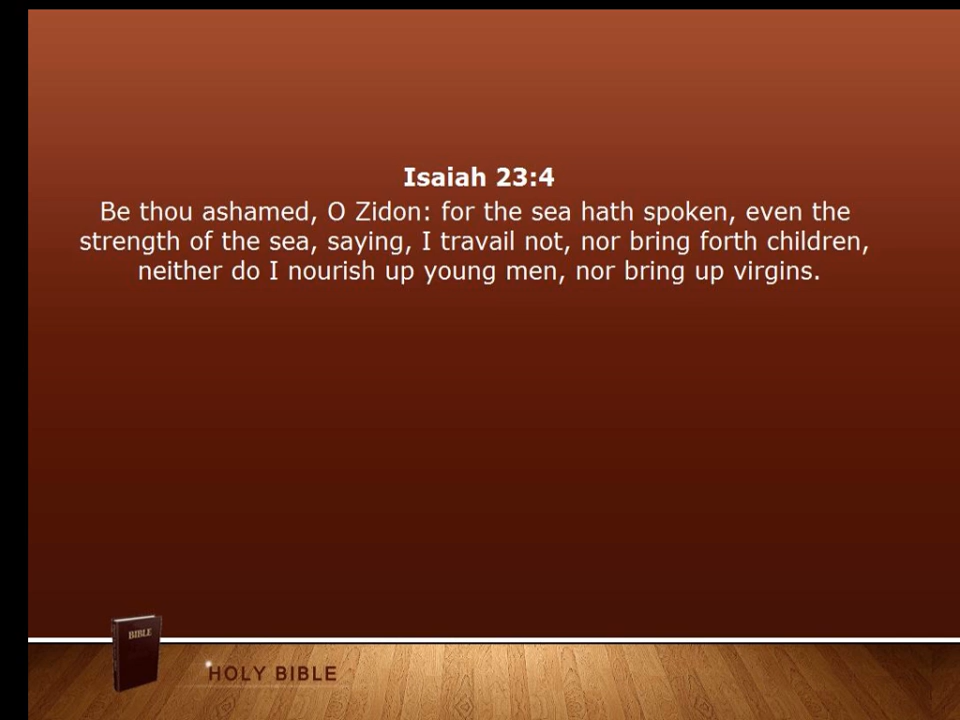 Isaiah 23:4
Be thou ashamed, O Zidon: for the sea hath spoken, even the
strength of the sea, saying, I travail not, nor bring forth children,
neither do I nourish up young men, nor bring up virgins.
BIBLE
HOLY BIBLE